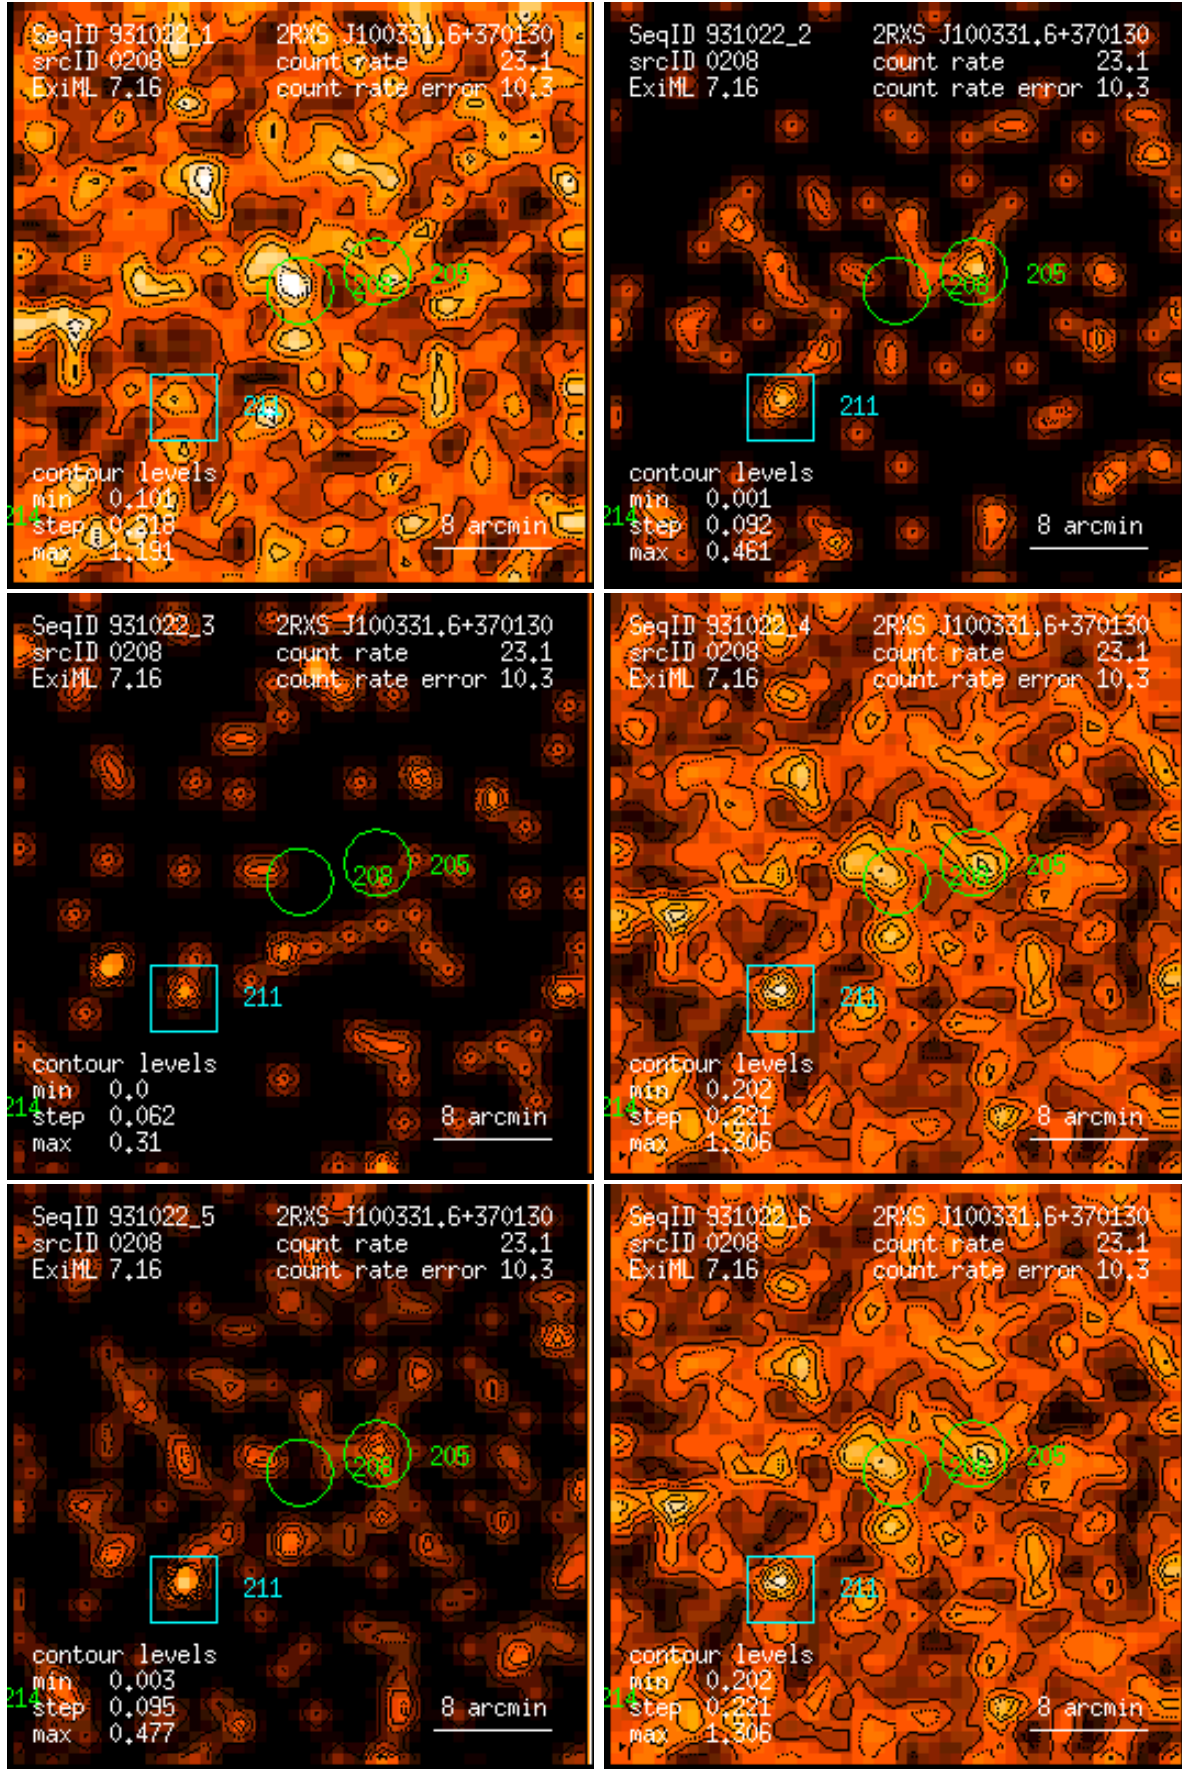 SeqID 931022_1 2RXS J100331.6+370130
srcID 0208 count rate 23.1
ExiML 7.16 count rate error 10.3
208 205
211
contour levels
min 0.101
214 step 0.218
max 1.191
8 arcmin
SeqID 931022_2 2RXS J100331.6+370130
srcID 0208 count rate 23.1
ExiML 7.16 count rate error 10.3
208 205
211
contour levels
min 0.001
214 step 0.092
max 0.461
8 arcmin
SeqID 931022_3 2RXS J100331.6+370130
srcID 0208 count rate 23.1
ExiML 7.16 count rate error 10.3
208 205
211
contour levels
min 0.0
214 step 0.062
max 0.31
8 arcmin
SeqID 931022_4 2RXS J100331.6+370130
srcID 0208 count rate 23.1
ExiML 7.16 count rate error 10.3
208 205
211
contour levels
min 0.202
214 step 0.221
max 1.306
8 arcmin
SeqID 931022_5 2RXS J100331.6+370130
srcID 0208 count rate 23.1
ExiML 7.16 count rate error 10.3
208 205
211
contour levels
min 0.003
214 step 0.095
max 0.477
8 arcmin
SeqID 931022_6 2RXS J100331.6+370130
srcID 0208 count rate 23.1
ExiML 7.16 count rate error 10.3
208 205
211
contour levels
min 0.202
214 step 0.221
max 1.306
8 arcmin